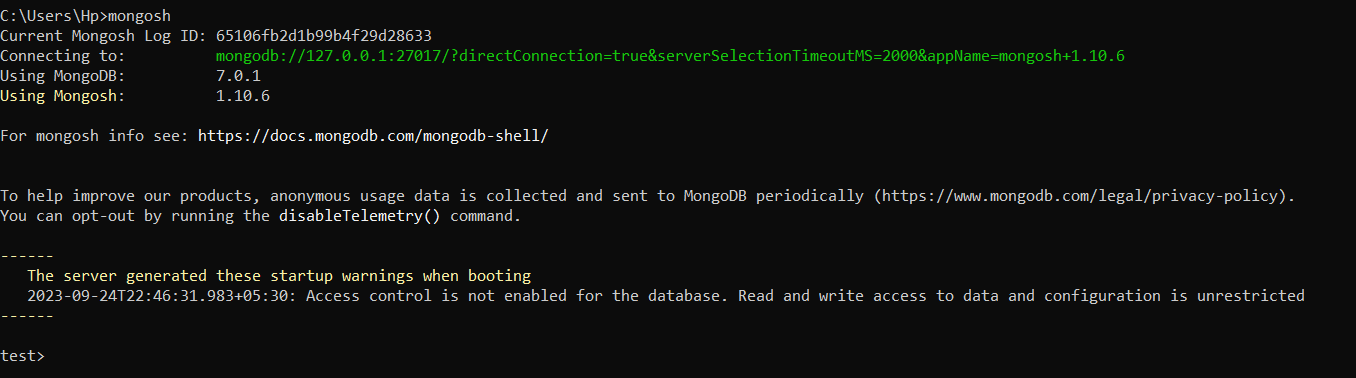 C:\Users\Hp>mongosh
Current Mongosh Log ID: 65106fb2d1b99b4f29d28633
Connecting to:          mongodb://127.0.0.1:27017/?directConnection=true&serverSelectionTimeoutMS=2000&appName=mongosh+1.10.6
Using MongoDB:          7.0.1
Using Mongosh:          1.10.6
For mongosh info see: https://docs.mongodb.com/mongodb-shell/
To help improve our products, anonymous usage data is collected and sent to MongoDB periodically (https://www.mongodb.com/legal/privacy-policy).
You can opt-out by running the disableTelemetry() command.
------
   The server generated these startup warnings when booting
   2023-09-24T22:46:31.983+05:30: Access control is not enabled for the database. Read and write access to data and configuration is unrestricted
------
test>